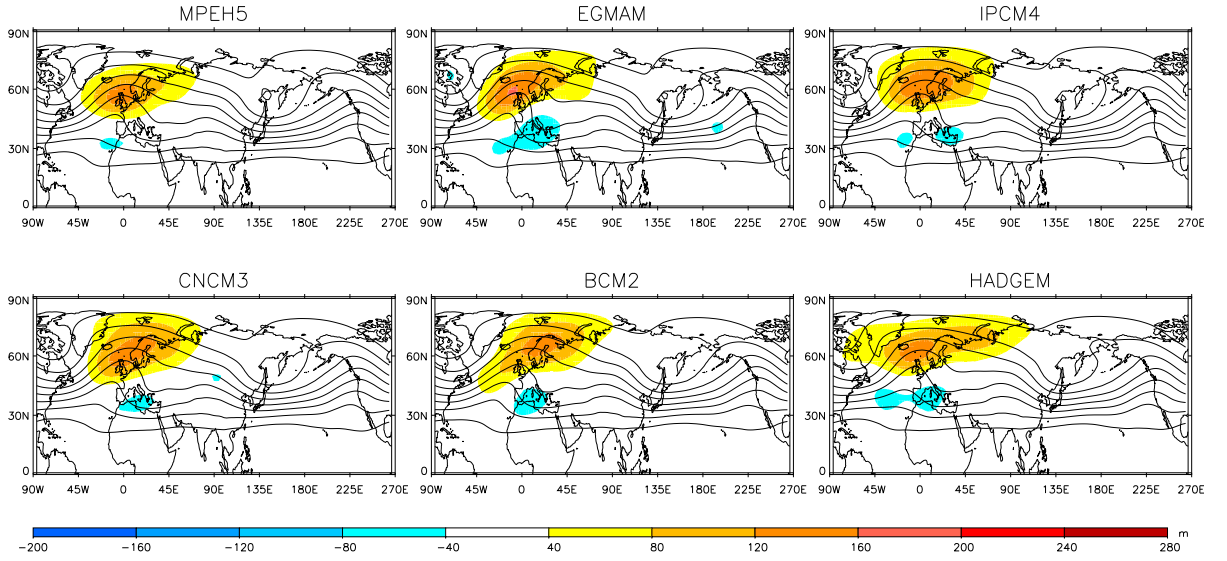 MPEH5 EGMAM IPCM4
90N 90N 90N
60N 60N 60N
30N 30N 30N
0 0 0
90W 45W 0 45E 90E 135E 180E 225E 270E 90W 45W 0 45E 90E 135E 180E 225E 270E 90W 45W 0 45E 90E 135E 180E 225E 270E
CNCM3 BCM2 HADGEM
90N 90N 90N
60N 60N 60N
30N 30N 30N
0 0 0
90W 45W 0 45E 90E 135E 180E 225E 270E 90W 45W 0 45E 90E 135E 180E 225E 270E 90W 45W 0 45E 90E 135E 180E 225E 270E
m
-200 -160 -120 -80 -40 40 80 120 160 200 240 280